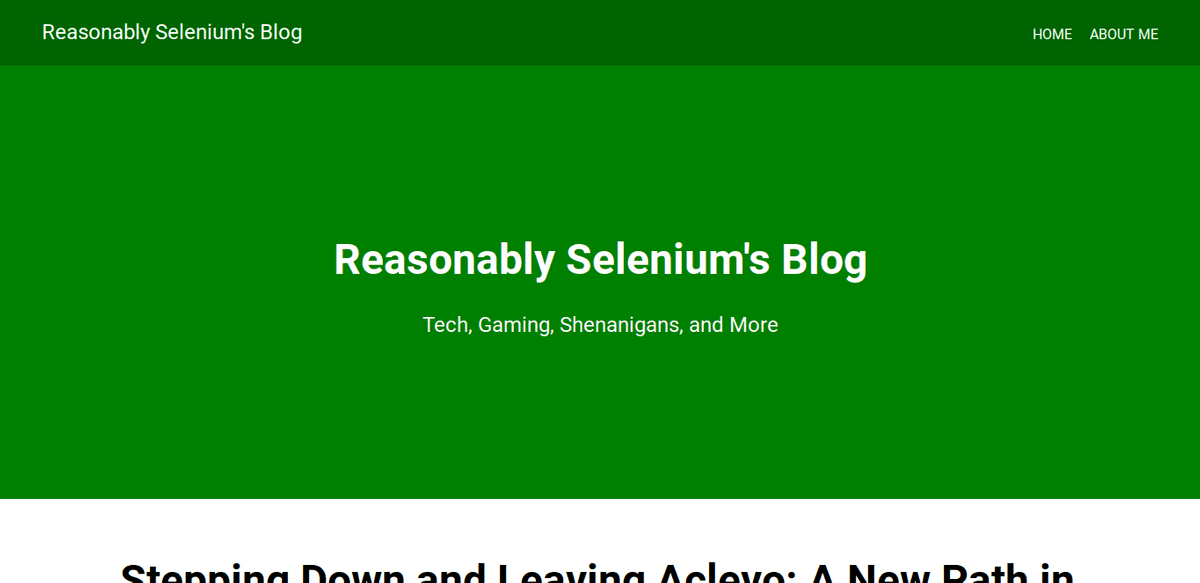 Reasonably Selenium's Blog
HOME ABOUT ME
Reasonably Selenium's Blog
Tech, Gaming, Shenanigans, and More
Stepping Down and Leaving Aclevo: A New Path in